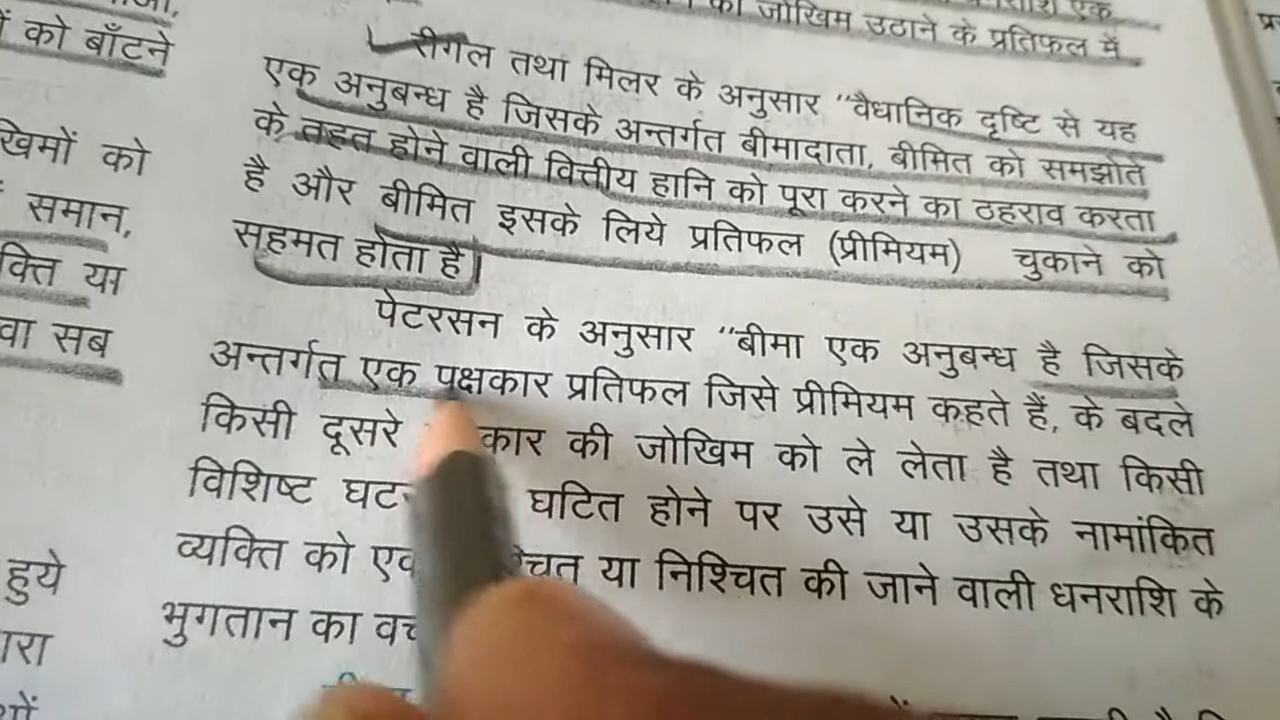 को बाँटने
खिमों को
समान,
क्ति या
वा सब
हुये
की जोखिम उठाने के प्रतिफल में
रीगल तथा मिलर के अनुसार "वैधानिक दृष्टि से यह
एक अनुबन्ध है जिसके अन्तर्गत बीमादाता, बीमित को समझोते
के तहत होने वाली वित्तीय हानि को पूरा करने का ठहराव करता
है और बीमित इसके लिये प्रतिफल (प्रीमियम) चुकाने को
सहमत होता है|
पेटरसन के अनुसार "बीमा एक अनुबन्ध है जिसके
अन्तर्गत एक पक्षकार प्रतिफल जिसे प्रीमियम कहते हैं, के बदले
किसी दूसरे कार की जोखिम को ले लेता है तथा किसी
विशिष्ट घटित होने पर उसे या उसके नामांकित
व्यक्ति को या निश्चित की जाने वाली धनराशि के
भुगतान का